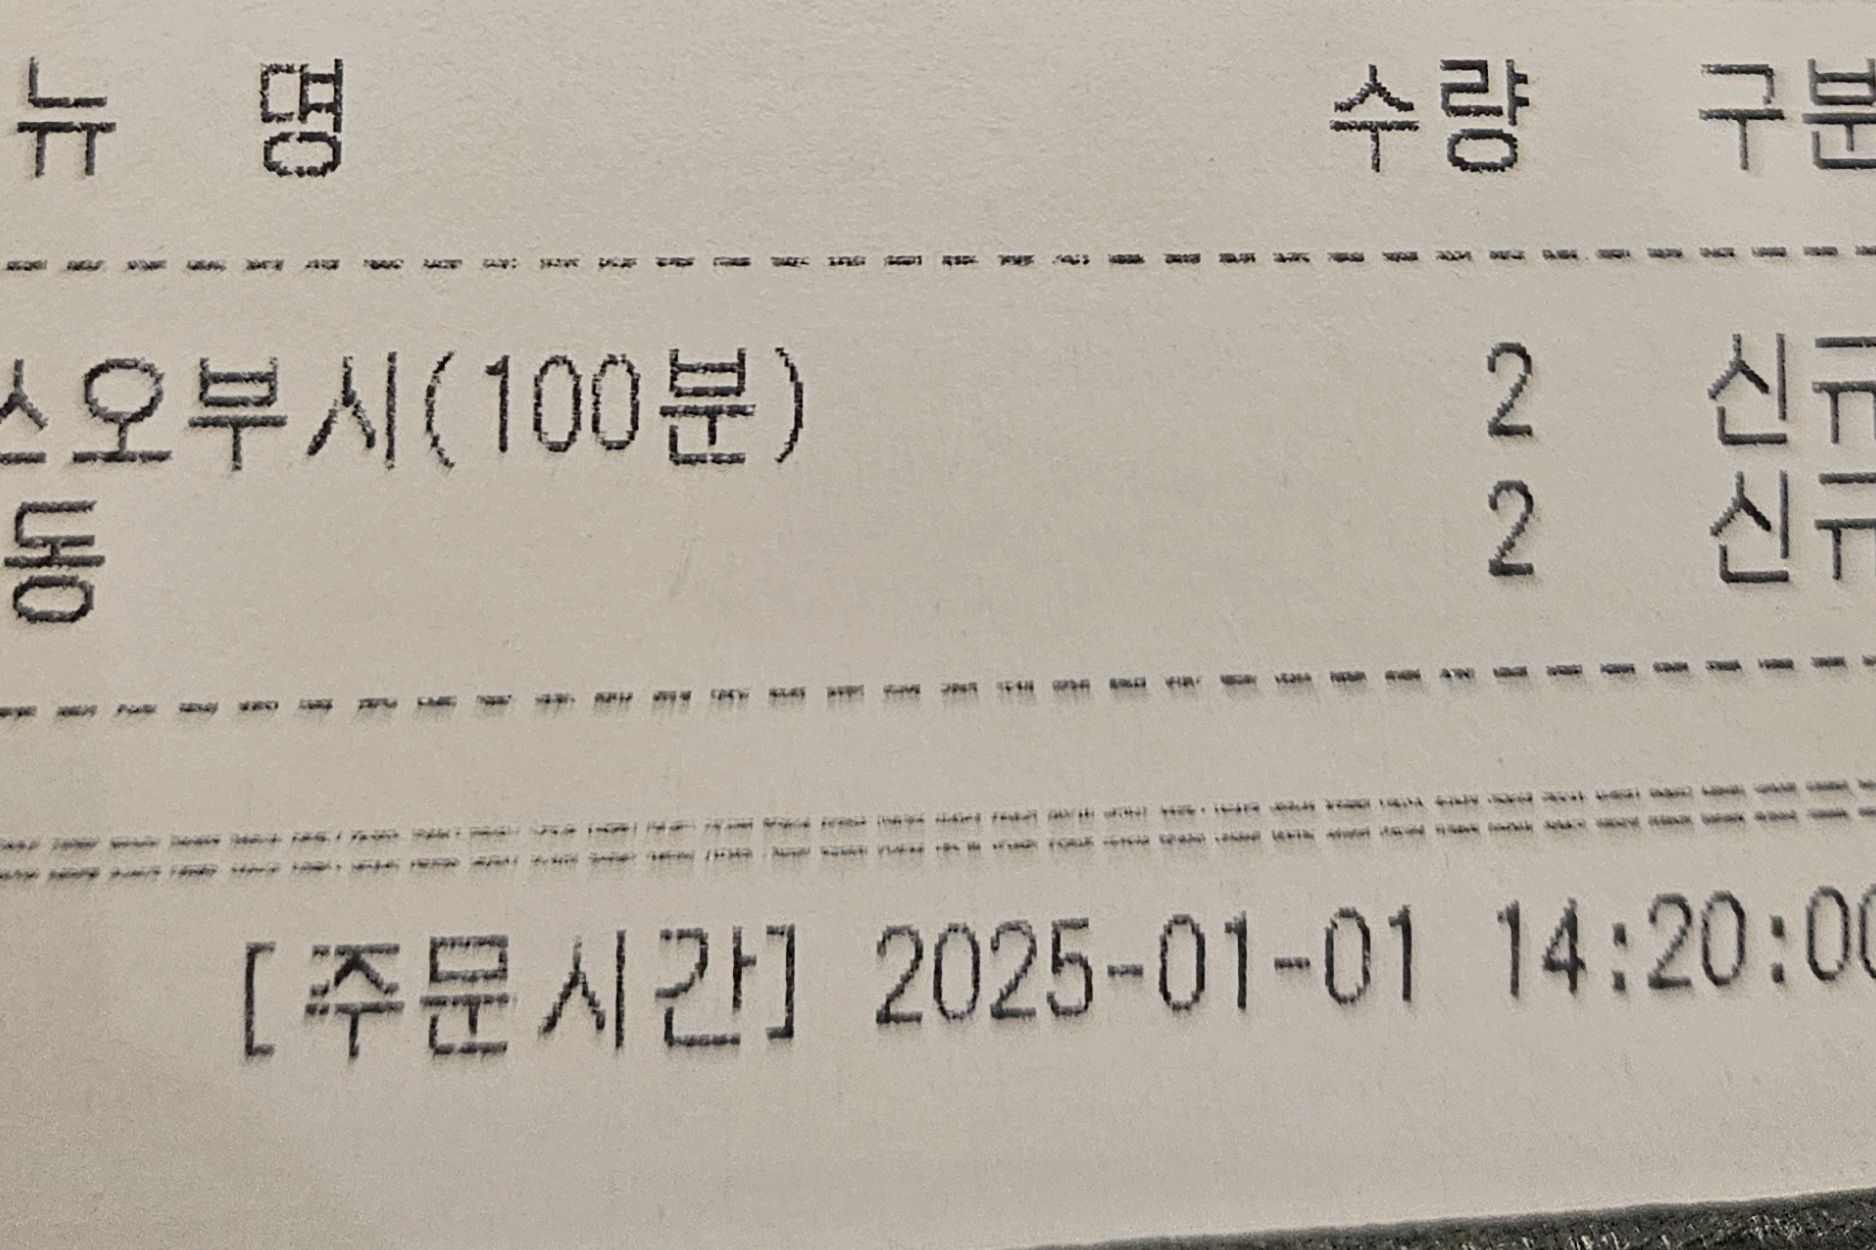 뉴 명 수량 구분
스오부시(100분) 2 신규
동 2 신규
[주문시간] 2025-01-01 14:20:00